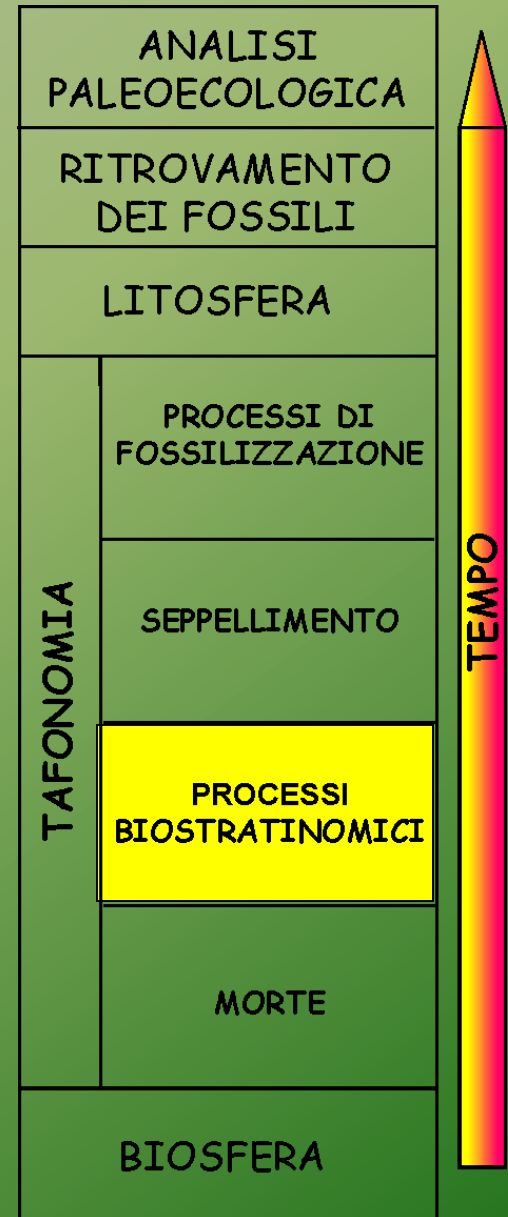 ANALISI
PALEOECOLOGICA
RITROVAMENTO
DEI FOSSILI
LITOSFERA
PROCESSI DI
FOSSILIZZAZIONE
SEPPELLIMENTO
TAFONOMIA
PROCESSI
BIOSTRATINOMICI
MORTE
BIOSFERA
TEMPO